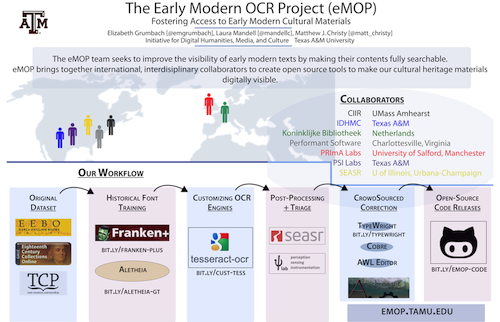 The Early Modern OCR Project (eMOP)
Fostering Access to Early Modern Cultural Materials
Elizabeth Grumbach [@emgrumbach], Laura Mandell [@mandellc], Matthew J. Christy [@matt_christy]
Initiative for Digital Humanities, Media, and Culture Texas A&M University
The eMOP team seeks to improve the visibility of early modern texts by making their contents fully searchable.
eMOP brings together international, interdisciplinary collaborators to create open source tools to make our cultural heritage materials
digitally visible.
Collaborators
CIIR UMass Amhearst
IDHMC Texas A&M
Koninklijke Bibliotheek Netherlands
Performant Software Charlottesville, Virginia
PRImA Labs University of Salford, Manchester
PSI Labs Texas A&M
SEASR U of Illinois, Urbana-Champaign
Our Workflow
Original
Dataset
EEBO
Eighteenth
Century
Collections
Online
TCP
Historical Font
Training
Franken+
bit.ly/franken-plus
Aletheia
bit.ly/aletheia-gt
Customizing OCR
Engines
tesseract-ocr
bit.ly/cust-tess
Post-Processing
+ Triage
seasr
perception
sensing
instrumentation
CrowdSourced
Correction
TypeWright
bit.ly/typewright
Cobre
AWL Editor
Open-Source
Code Releases
bit.ly/emop-code
emop.tamu.edu